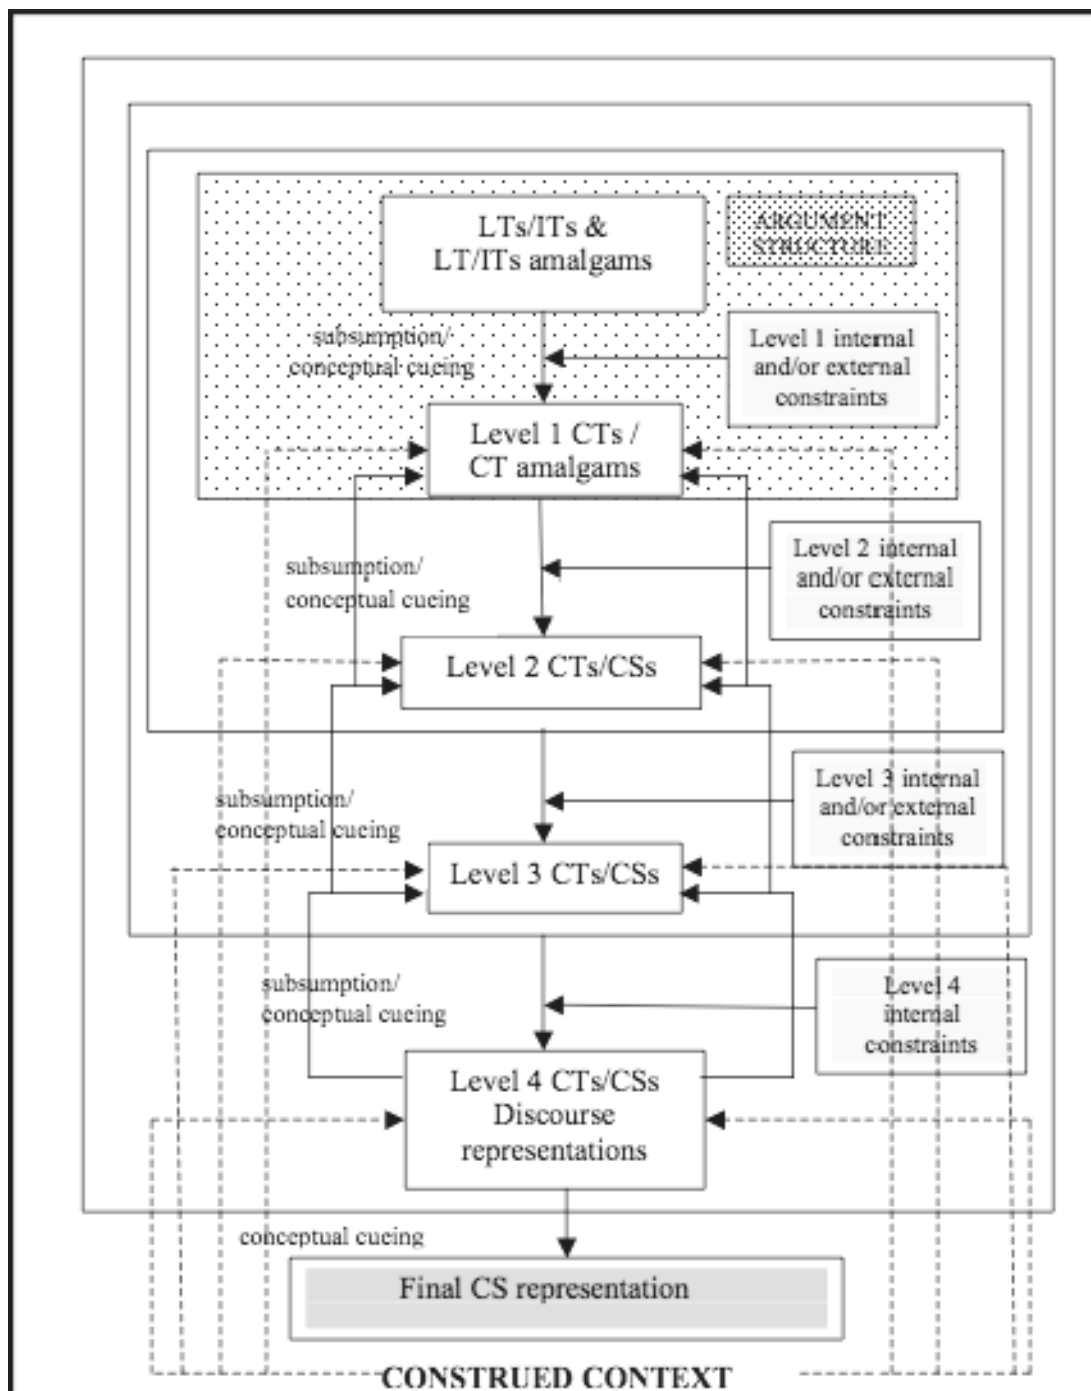 LTs/ITs &
LT/ITs amalgams
ARGUMENT
STRUCTURE
subsumption/
conceptual cueing
Level 1 internal
and/or external
constraints
Level 1 CTs /
CT amalgams
Level 2 internal
and/or external
constraints
subsumption/
conceptual cueing
Level 2 CTs/CSs
Level 3 internal
and/or external
constraints
subsumption/
conceptual cueing
Level 3 CTs/CSs
subsumption/
conceptual cueing
Level 4
internal
constraints
Level 4 CTs/CSs
Discourse
representations
conceptual cueing
Final CS representation
CONSTRUED CONTEXT